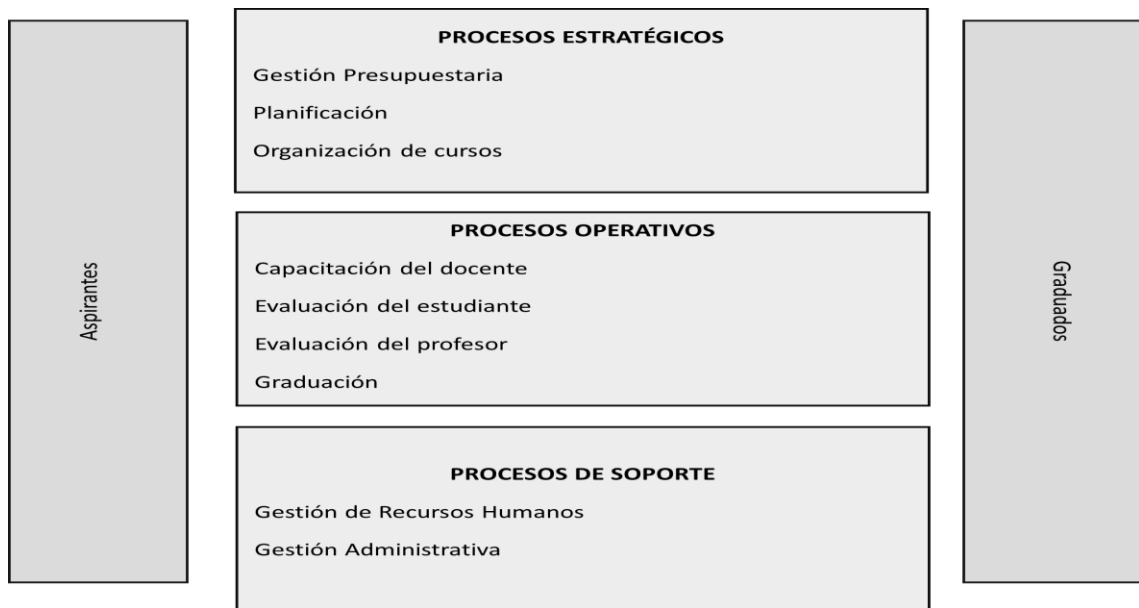 Aspirantes
PROCESOS ESTRATÉGICOS
Gestión Presupuestaria
Planificación
Organización de cursos
PROCESOS OPERATIVOS
Capacitación del docente
Evaluación del estudiante
Evaluación del profesor
Graduación
PROCESOS DE SOPORTE
Gestión de Recursos Humanos
Gestión Administrativa
Graduados